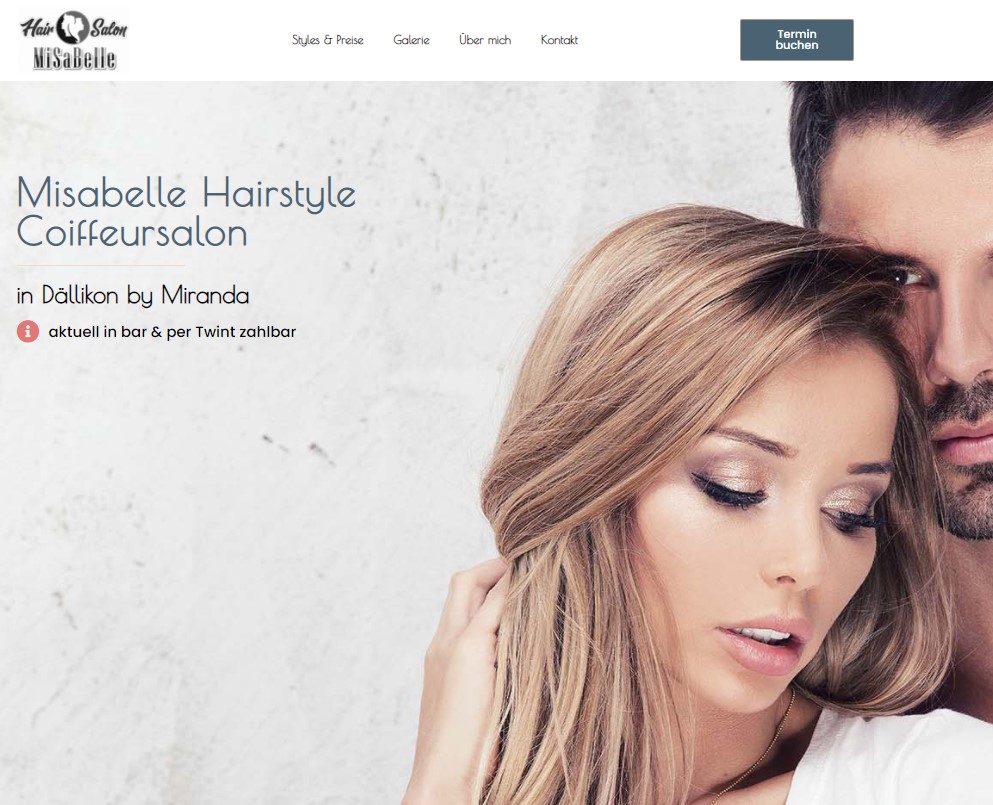 Hair Salon
MiSaBelle
Styles & Preise
Galerie
Über mich
Kontakt
Termin
buchen
Misabelle Hairstyle
Coiffeursalon
in Dällikon by Miranda
aktuell in bar & per Twint zahlbar